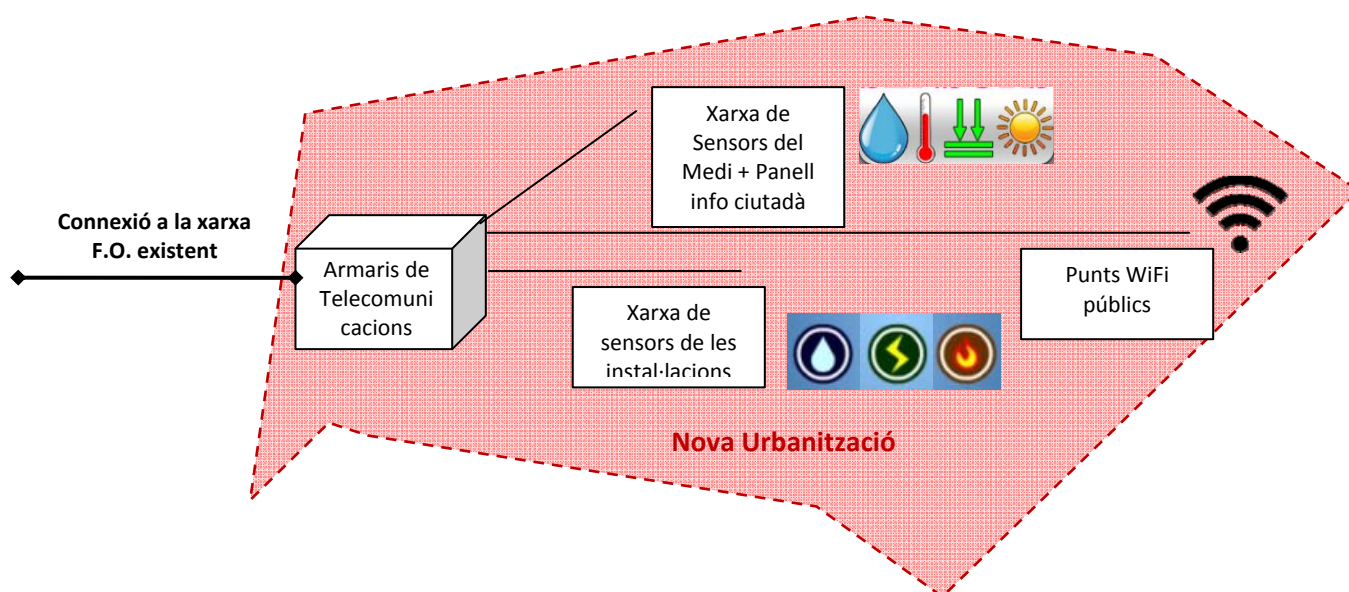 Xarxa de
Sensors del
Medi + Panell
info ciutadà
Connexió a la xarxa
F.O. existent
Armaris de
Telecomuni
cacions
Punts WiFi
públics
Xarxa de
sensors de les
instal·lacions
Nova Urbanització